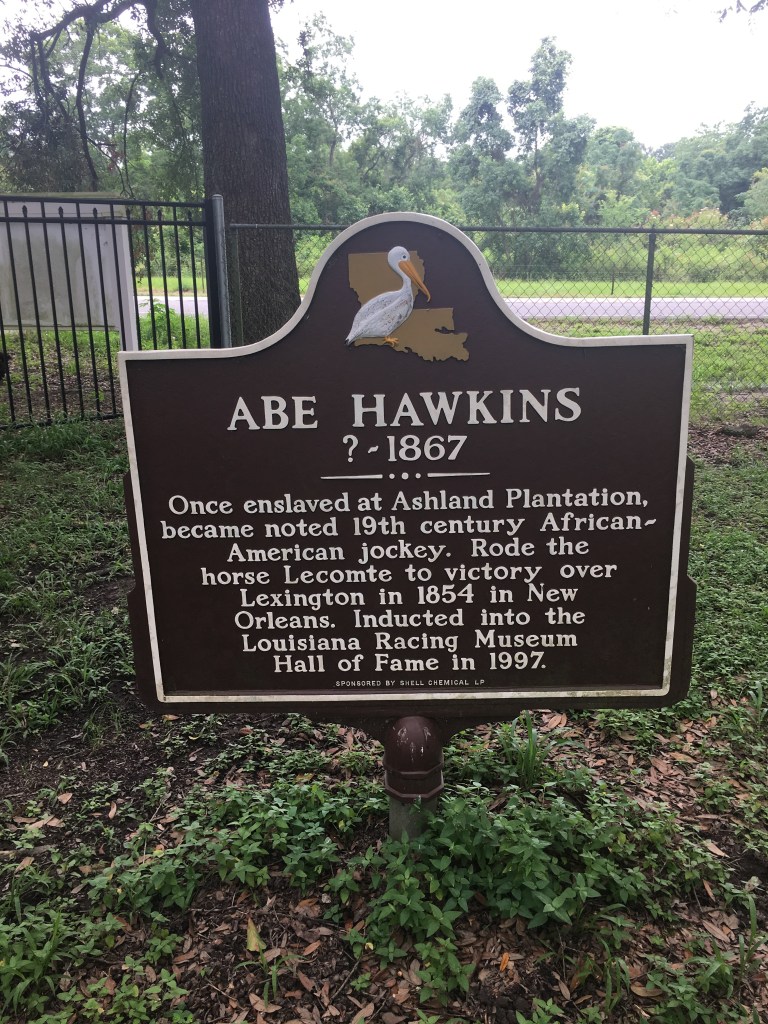 ABE HAWKINS
? - 1867
Once enslaved at Ashland Plantation,
became noted 19th century African-
American jockey. Rode the
horse Lecomte to victory over
Lexington in 1854 in New
Orleans. Inducted into the
Louisiana Racing Museum
Hall of Fame in 1997.
SPONSORED BY SHELL CHEMICAL LP